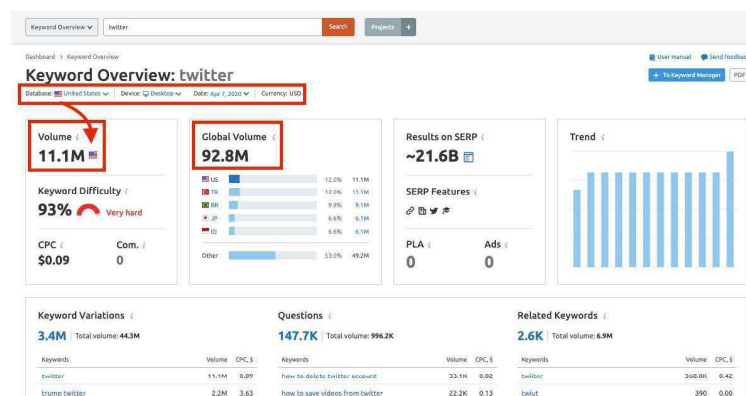 Keyword Overview twitter Search Projects +
Dashboard > Keyword Overview User manual Send feedbac
Keyword Overview: twitter + To Keyword Manager PDF
Database: United States Device: Desktop Date: Apr 7, 2020 Currency: USD
Volume i
11.1M
Keyword Difficulty i
93% Very hard
CPC i Com. i
$0.09 0
Global Volume i
92.8M
US 12.0% 11.1M
TR 12.0% 11.1M
BR 9.9% 9.1M
JP 6.6% 6.1M
ID 6.6% 6.1M
Other 53.0% 49.2M
Results on SERP i
~21.6B
SERP Features i
PLA i Ads i
0 0
Trend i
Keyword Variations i
3.4M Total volume: 44.3M
Keywords Volume CPC, $
twitter 11.1M 0.09
trump twitter 2.2M 3.63
Questions i
147.7K Total volume: 996.2K
Keywords Volume CPC, $
how to delete twitter account 33.1K 0.02
how to save videos from twitter 22.2K 0.13
Related Keywords i
2.6K Total volume: 6.9M
Keywords Volume CPC, $
368.0K 0.42
twiut 390 0.00